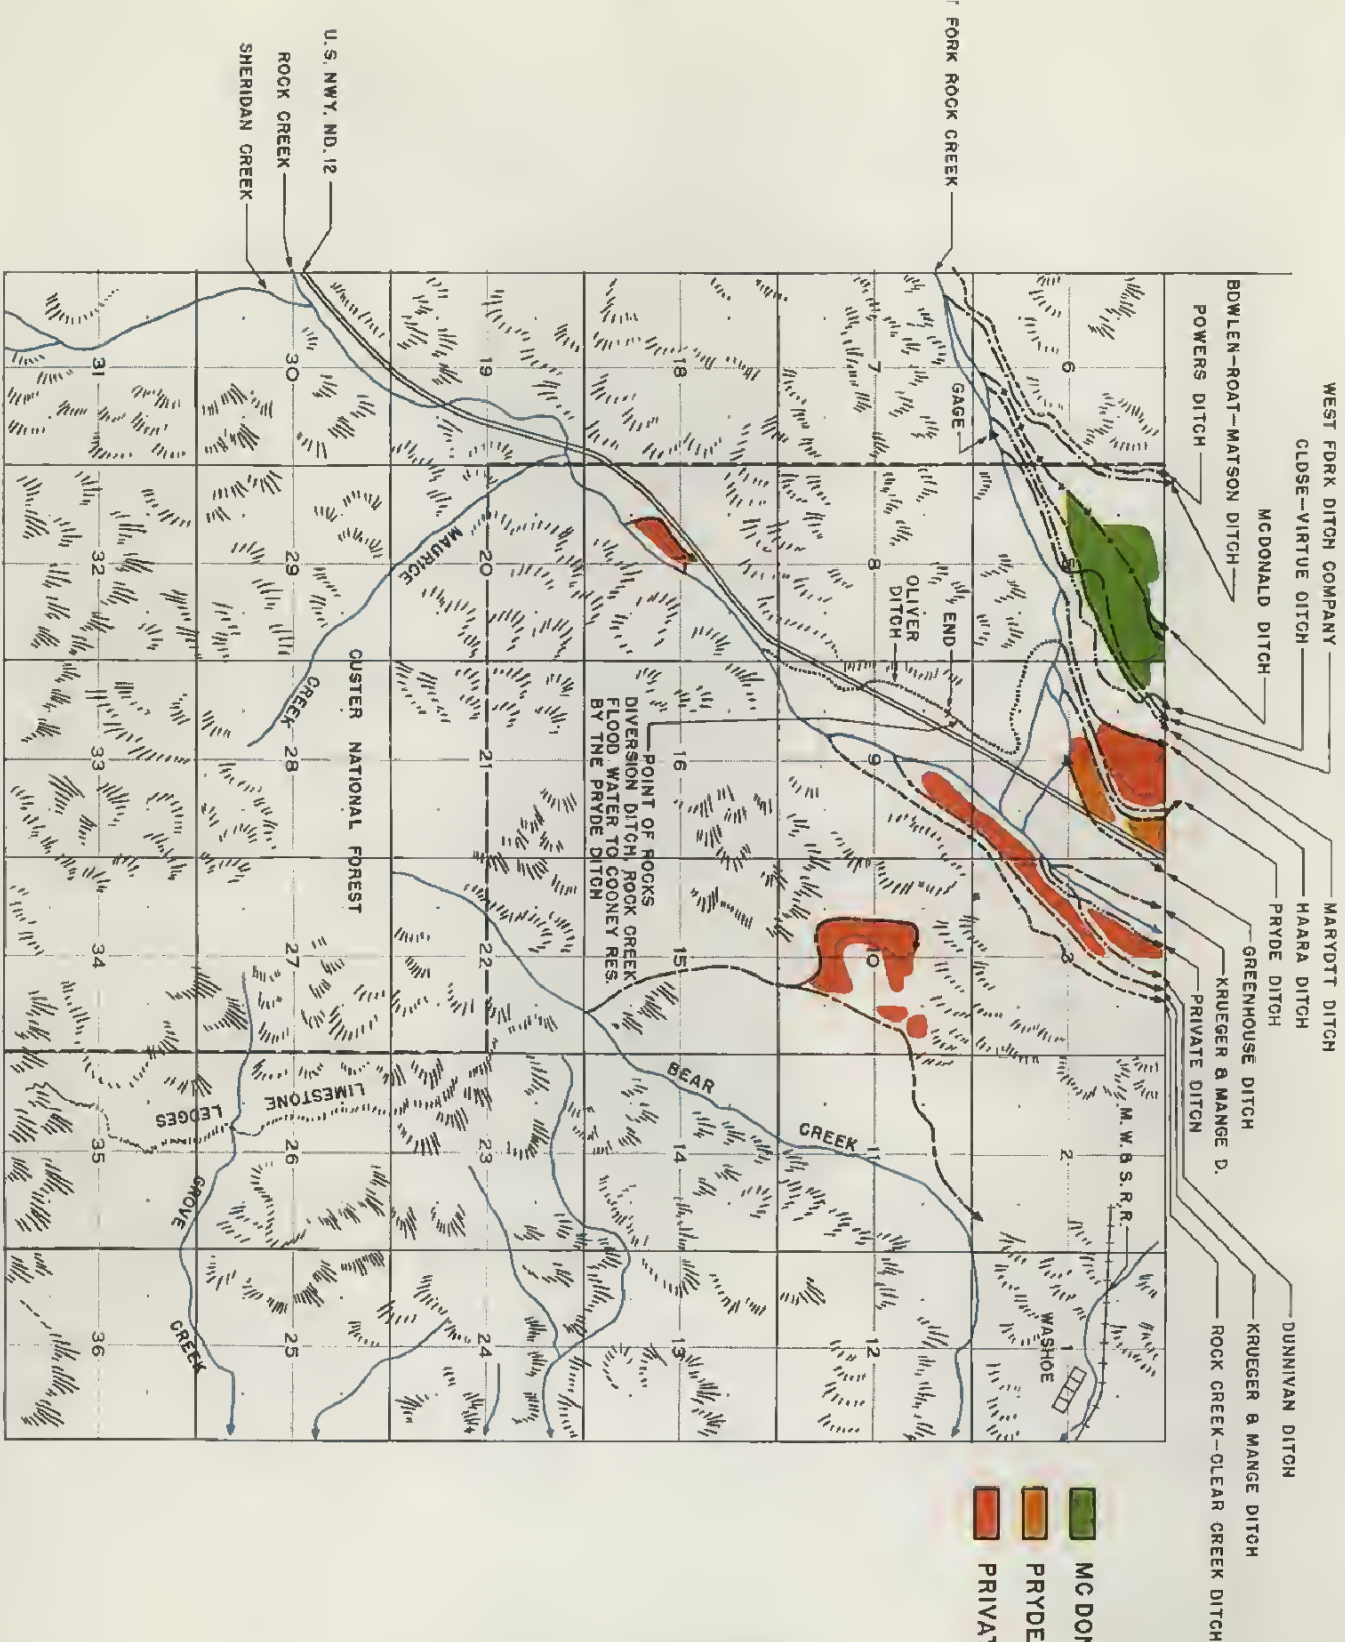 WEST FORK DITCH COMPANY
CLOSE-VIRTUE DITCH
MCDONALD DITCH
BOWLEN-ROAT-MATSON DITCH
POWERS DITCH
MARYOTT DITCH
HAARA DITCH
PRYDE DITCH
GREENHOUSE DITCH
KRUEGER & MANGE D.
PRIVATE DITCH
DUNNIVAN DITCH
KRUEGER & MANGE DITCH
ROCK CREEK-CLEAR CREEK DITCH
M.W.& S.R.R.
FORK ROCK CREEK
6
5
3
2
1
WASHOE
GAGE
7
8
9
10
11
12
OLIVER
DITCH
END
18
16
15
14
13
POINT OF ROCKS
DIVERSION DITCH, ROCK CREEK
FLOOD WATER TO COONEY RES.
BY THE PRYDE DITCH
BEAR
CREEK
19
20
21
22
23
24
MAURICE
CREEK
CUSTER NATIONAL FOREST
LIMESTONE
LEDGES
U.S. HWY. NO. 12
ROCK CREEK
SHERIDAN CREEK
30
29
28
27
26
25
GROVE
CREEK
31
32
33
34
35
36
MC DON
PRYDE
PRIVAT